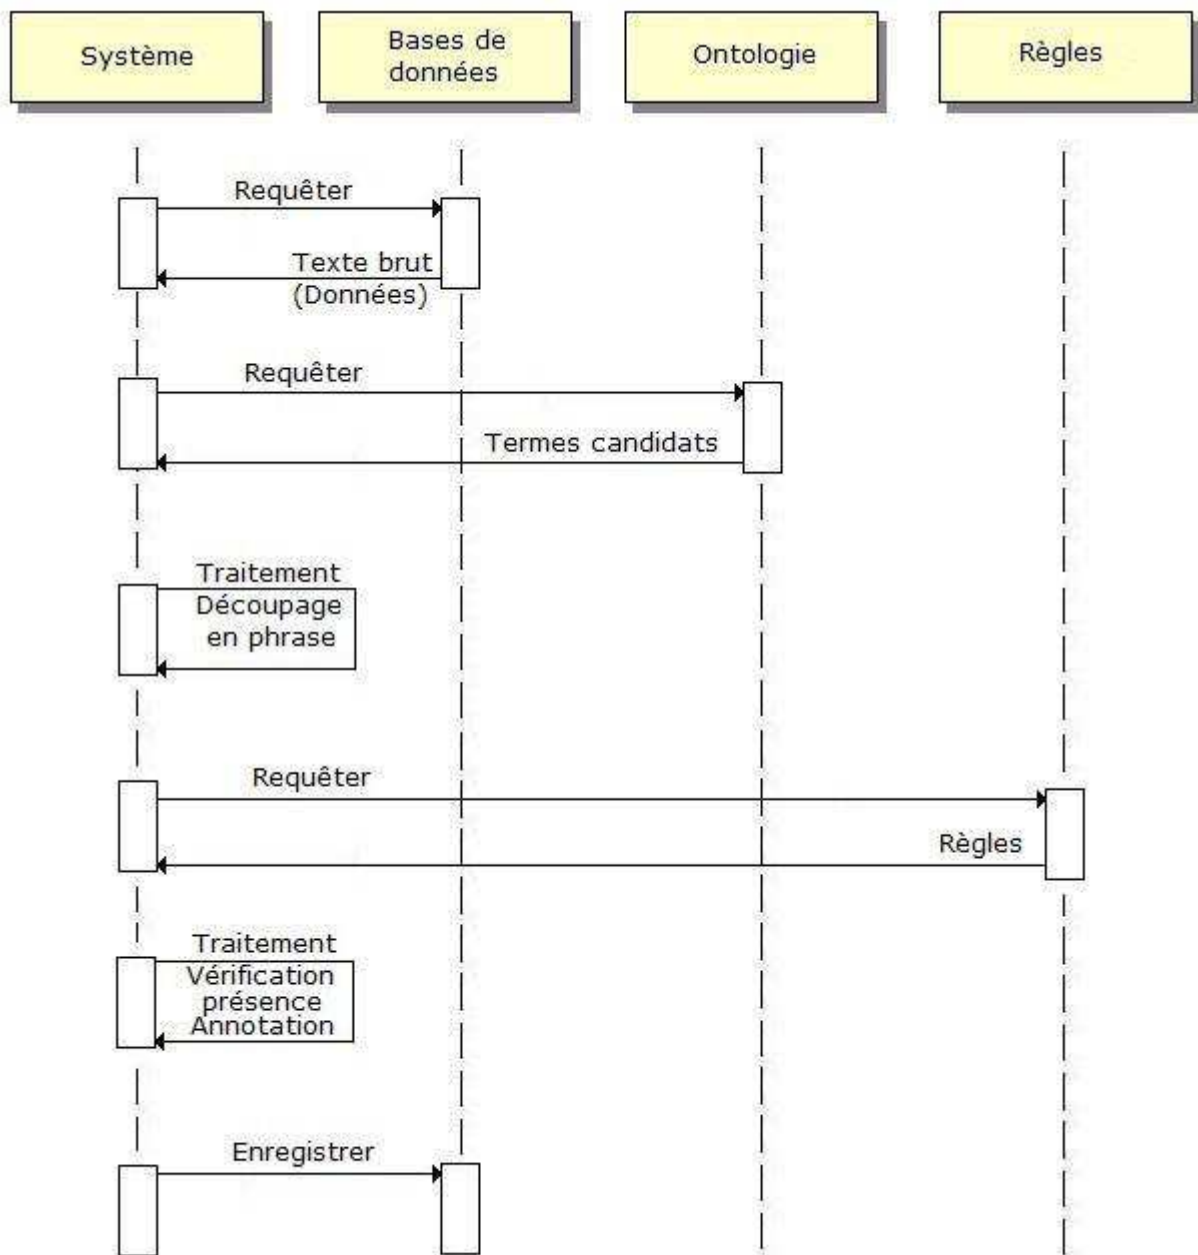 Système
Bases de
données
Ontologie
Règles
Requêter
Texte brut
(Données)
Requêter
Termes candidats
Traitement
Découpage
en phrase
Requêter
Règles
Traitement
Vérification
présence
Annotation
Enregistrer